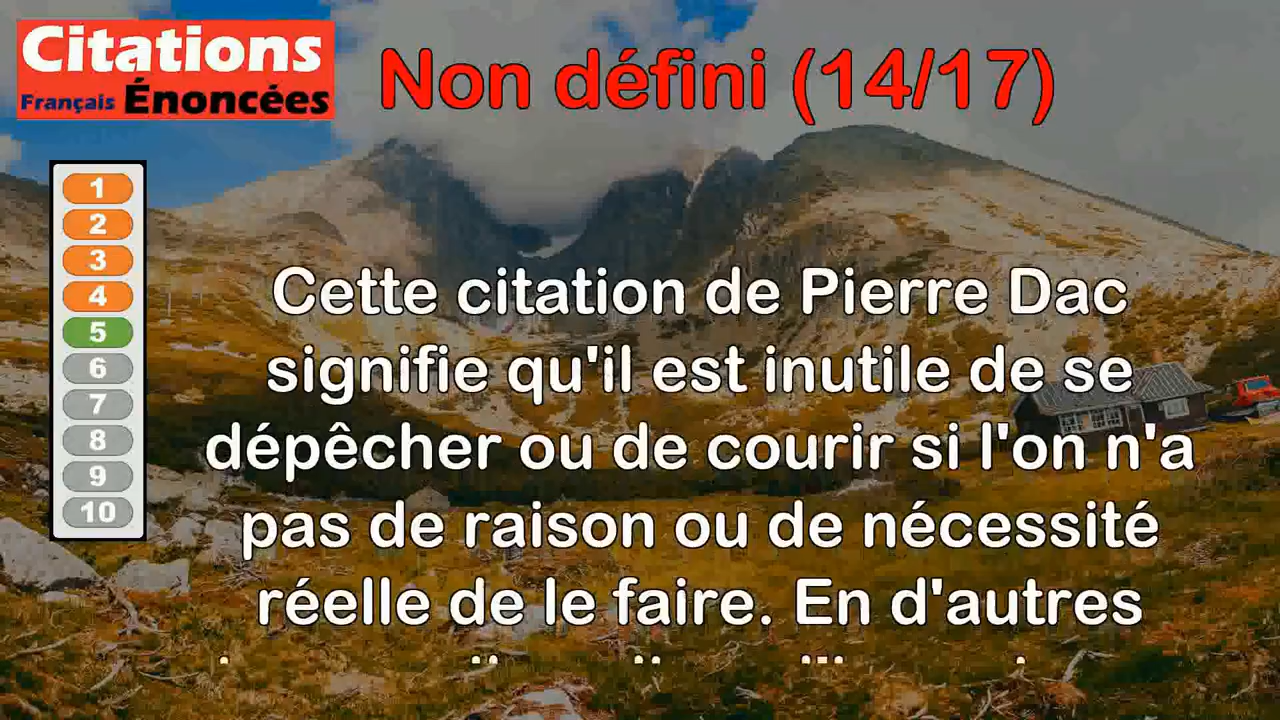 Citations
Français Énoncées
Non défini (14/17)
1
2
3
4
5
6
7
8
9
10
Cette citation de Pierre Dac
signifie qu'il est inutile de se
dépêcher ou de courir si l'on n'a
pas de raison ou de nécessité
réelle de le faire. En d'autres